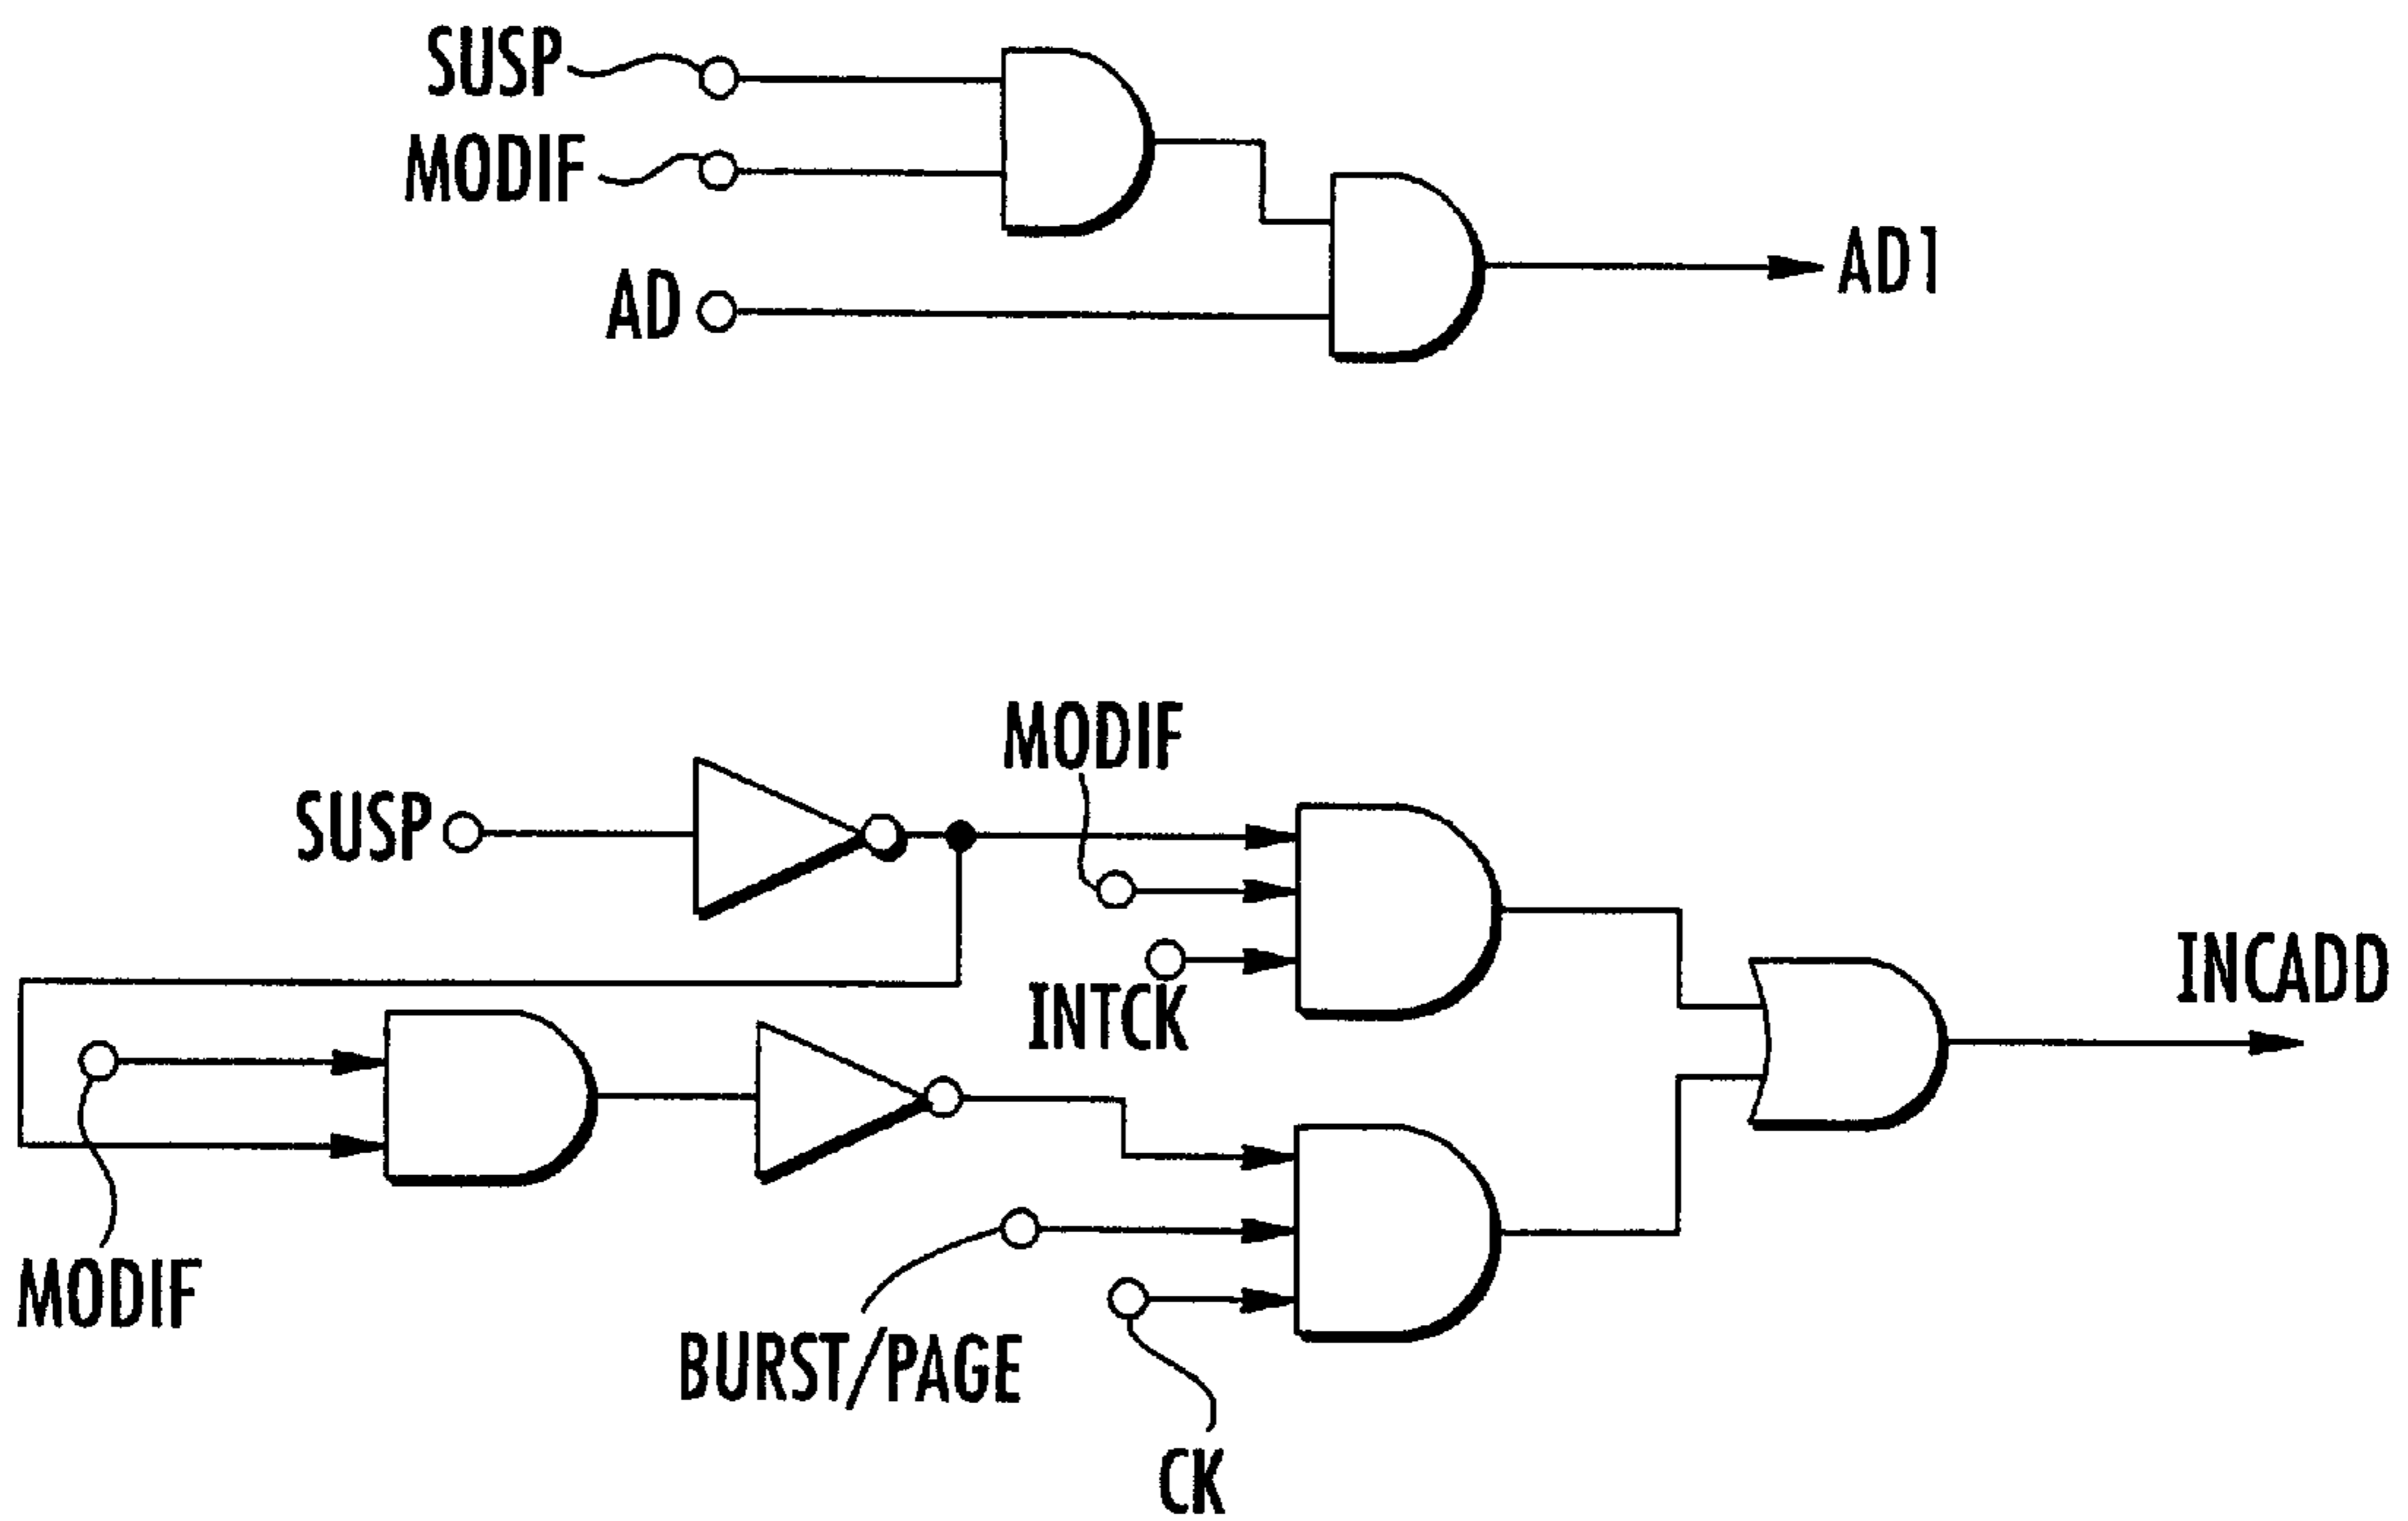 SUSP
MODIF
AD
AD1
MODIF
SUSP
INTCK
INCADD
MODIF
BURST/PAGE
CK